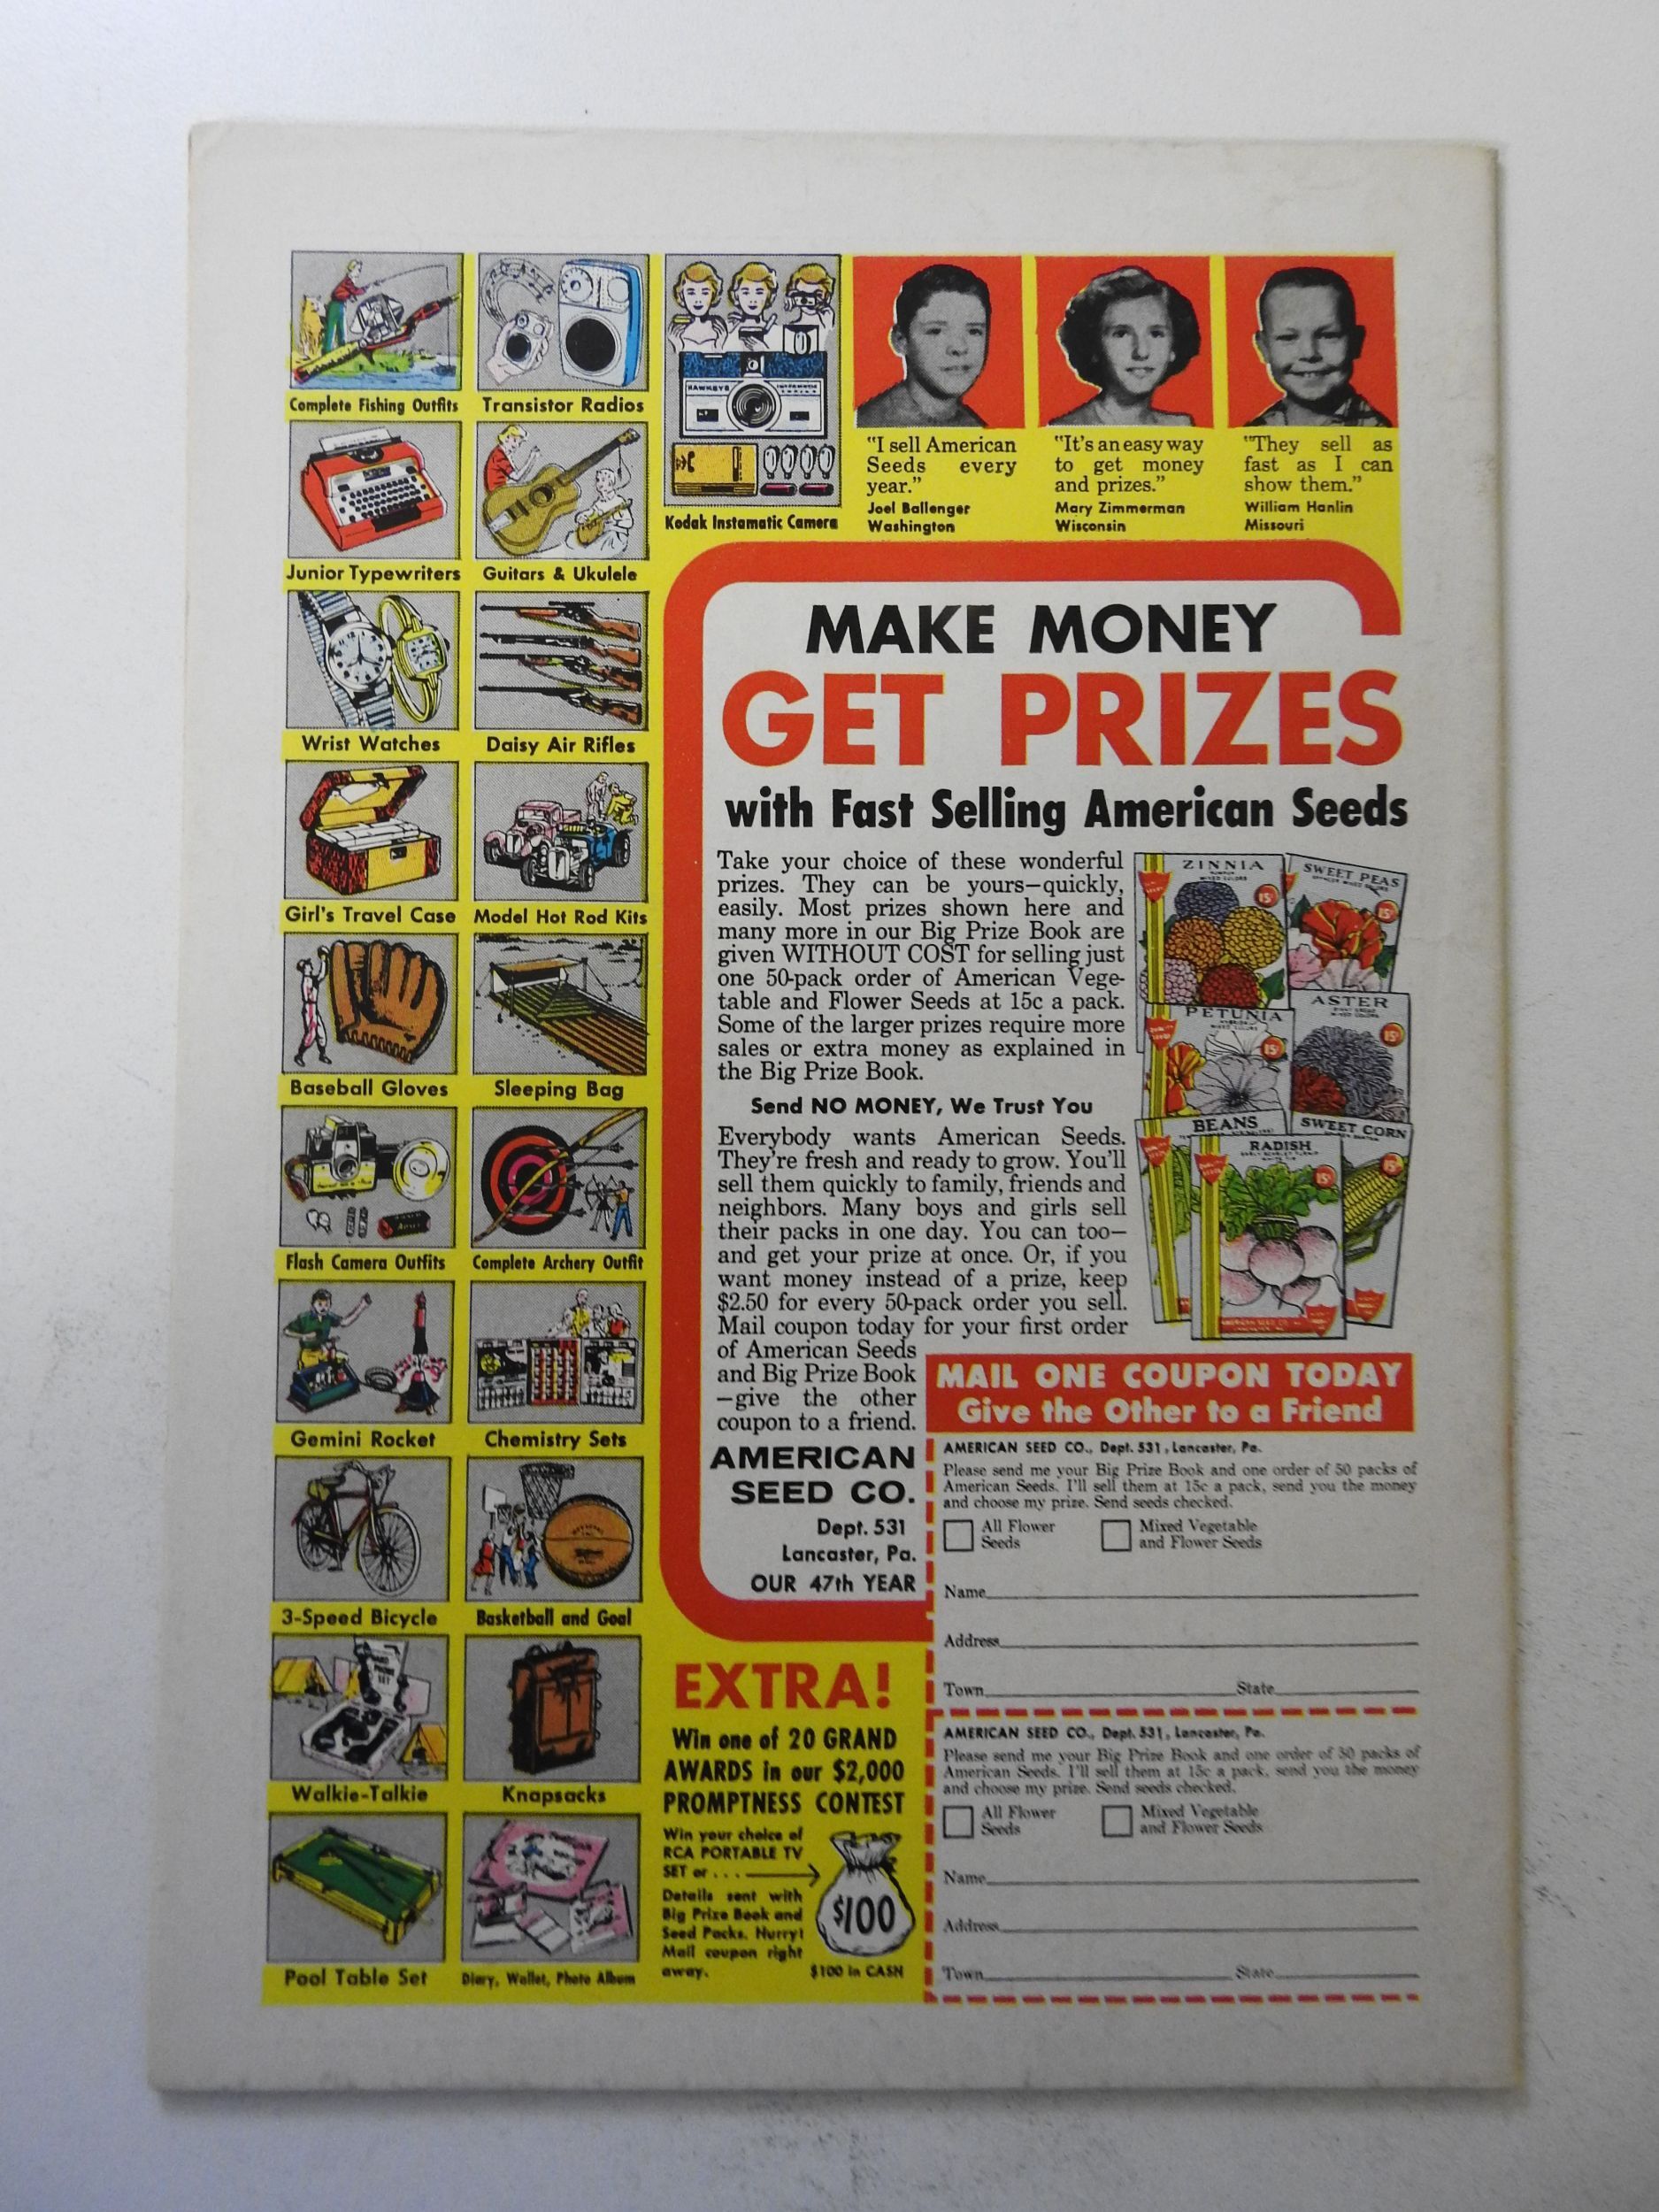 Complete Fishing Outfits
Transistor Radios
HAWKEYE INSTAMATIC
Kodak Instamatic Camera
Junior Typewriters
Guitars & Ukulele
Wrist Watches
Daisy Air Rifles
Girl's Travel Case
Model Hot Rod Kits
Baseball Gloves
Sleeping Bag
Flash Camera Outfits
Complete Archery Outfit
Gemini Rocket
Chemistry Sets
3-Speed Bicycle
Basketball and Goal
Walkie-Talkie
Knapsacks
Pool Table Set
Diary, Wallet, Photo Album
"I sell American
Seeds every
year."
Joel Ballenger
Washington
"It's an easy way
to get money
and prizes."
Mary Zimmerman
Wisconsin
"They sell as
fast as I can
show them."
William Hanlin
Missouri
MAKE MONEY
GET PRIZES
with Fast Selling American Seeds
Take your choice of these wonderful
prizes. They can be yours—quickly,
easily. Most prizes shown here and
many more in our Big Prize Book are
given WITHOUT COST for selling just
one 50-pack order of American Vege-
table and Flower Seeds at 15c a pack.
Some of the larger prizes require more
sales or extra money as explained in
the Big Prize Book.
Send NO MONEY, We Trust You
Everybody wants American Seeds.
They're fresh and ready to grow. You'll
sell them quickly to family, friends and
neighbors. Many boys and girls sell
their packs in one day. You can too—
and get your prize at once. Or, if you
want money instead of a prize, keep
$2.50 for every 50-pack order you sell.
Mail coupon today for your first order
of American Seeds
and Big Prize Book
—give the other
coupon to a friend.
AMERICAN
SEED CO.
Dept. 531
Lancaster, Pa.
OUR 47th YEAR
ZINNIA
MIXED COLORS
15¢
SWEET PEAS
15¢
PETUNIA
15¢
ASTER
15¢
BEANS
SWEET CORN
15¢
RADISH
15¢
AMERICAN SEED CO.
MAIL ONE COUPON TODAY
Give the Other to a Friend
AMERICAN SEED CO., Dept. 531, Lancaster, Pa.
Please send me your Big Prize Book and one order of 50 packs of
American Seeds. I'll sell them at 15c a pack, send you the money
and choose my prize. Send seeds checked.
All Flower
Seeds
Mixed Vegetable
and Flower Seeds
Name
Address
Town State
AMERICAN SEED CO., Dept. 531, Lancaster, Pa.
Please send me your Big Prize Book and one order of 50 packs of
American Seeds. I'll sell them at 15c a pack, send you the money
and choose my prize. Send seeds checked.
All Flower
Seeds
Mixed Vegetable
and Flower Seeds
Name
Address
Town State
EXTRA!
Win one of 20 GRAND
AWARDS in our $2,000
PROMPTNESS CONTEST
Win your choice of
RCA PORTABLE TV
SET or . . .
Details sent with
Big Prize Book and
Seed Packs. Hurry!
Mail coupon right
away.
$100
$100 in CASH